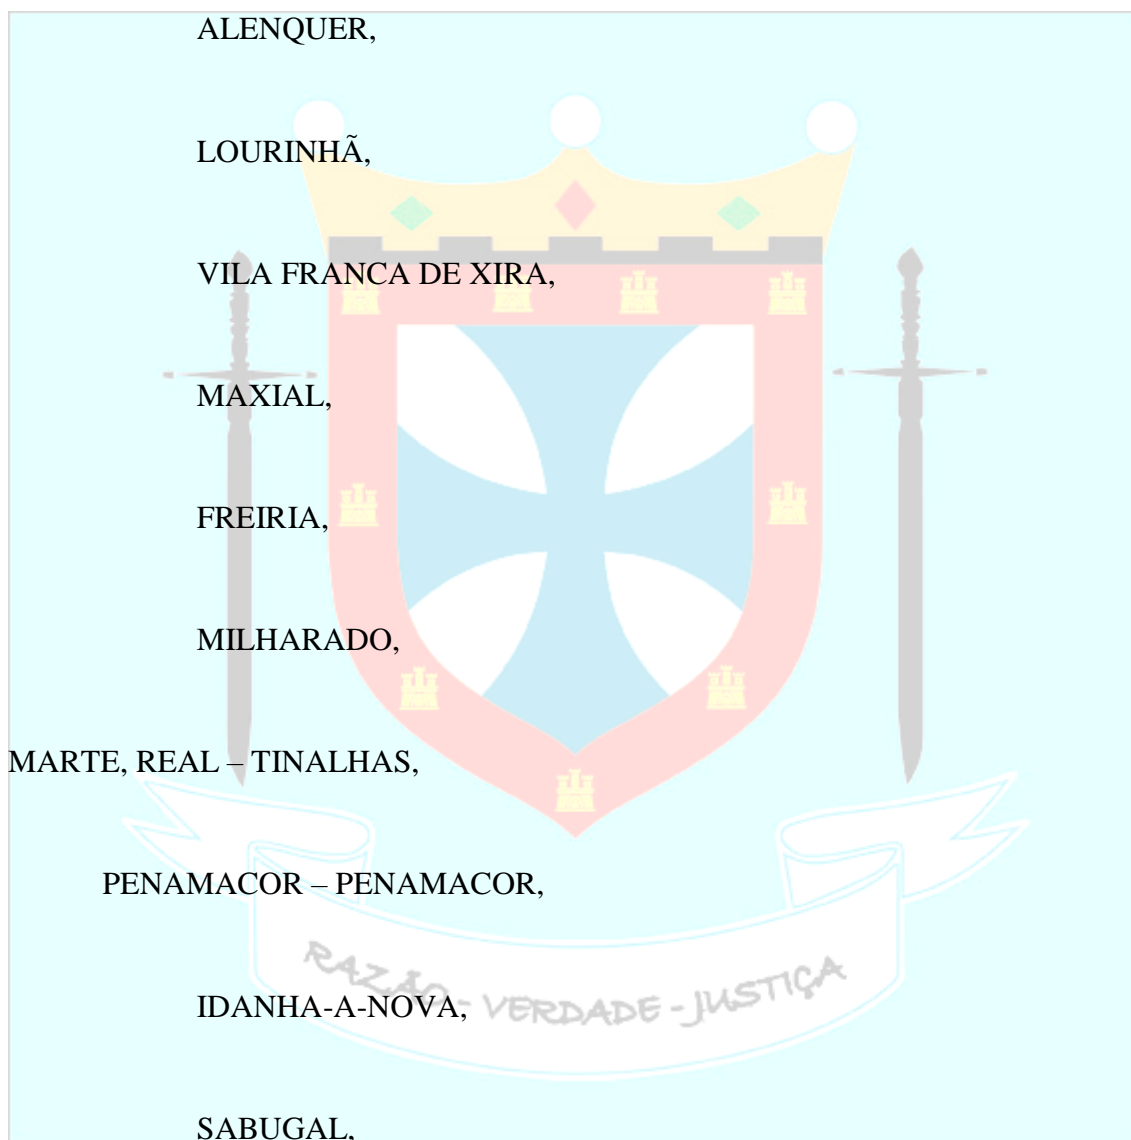 ALENQUER,
LOURINHÃ,
VILA FRANCA DE XIRA,
MAXIAL,
FREIRIA,
MILHARADO,
MARTE, REAL – TINALHAS,
PENAMACOR – PENAMACOR,
RAZÃO - VERDADE - JUSTIÇA
IDANHA-A-NOVA,
SABUGAL,